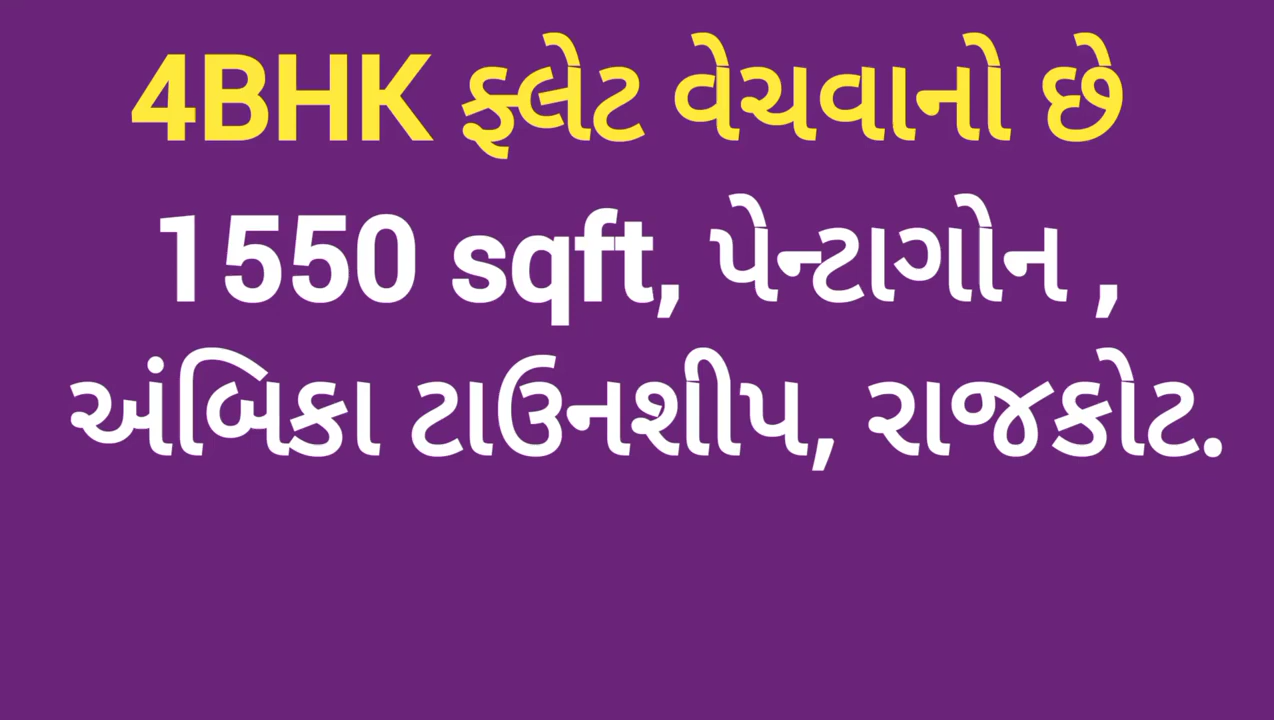 4BHK ફ્લેટ વેચવાનો છે
1550 sqft, પેન્ટાગોન ,
અંબિકા ટાઉનશીપ, રાજકોટ.